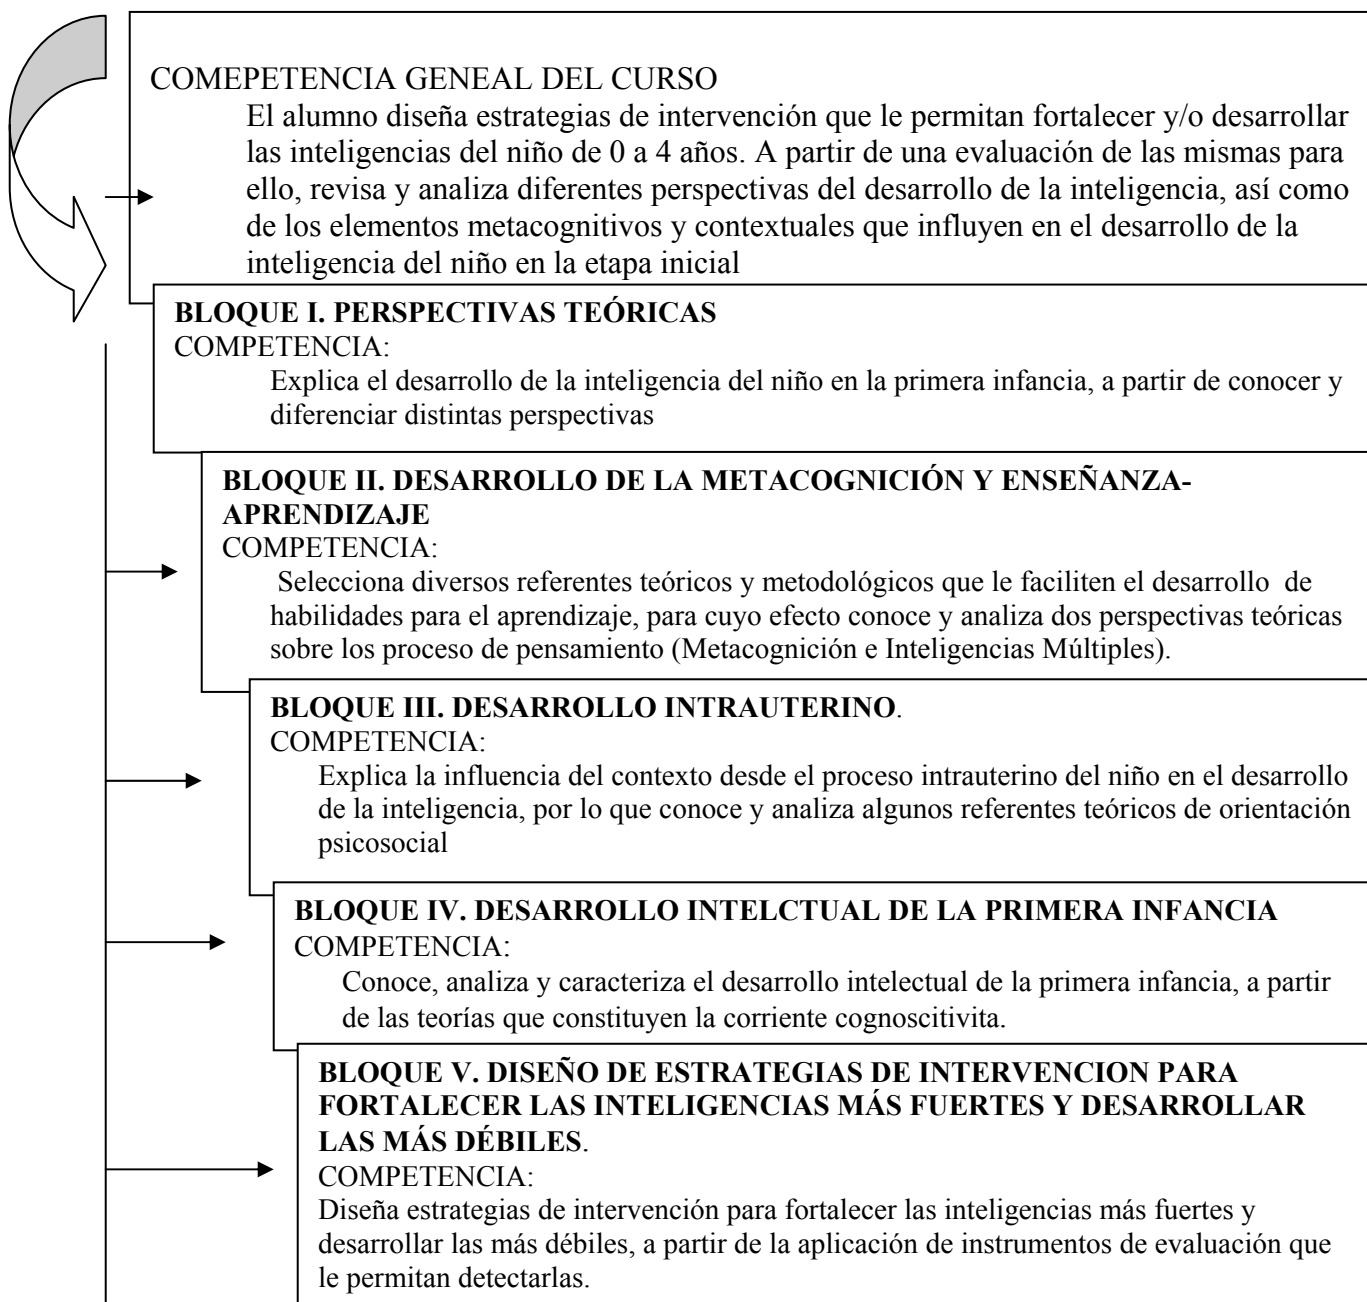 COMEPETENCIA GENEAL DEL CURSO
El alumno diseña estrategias de intervención que le permitan fortalecer y/o desarrollar
las inteligencias del niño de 0 a 4 años. A partir de una evaluación de las mismas para
ello, revisa y analiza diferentes perspectivas del desarrollo de la inteligencia, así como
de los elementos metacognitivos y contextuales que influyen en el desarrollo de la
inteligencia del niño en la etapa inicial
BLOQUE I. PERSPECTIVAS TEÓRICAS
COMPETENCIA:
Explica el desarrollo de la inteligencia del niño en la primera infancia, a partir de conocer y
diferenciar distintas perspectivas
BLOQUE II. DESARROLLO DE LA METACOGNICIÓN Y ENSEÑANZA-
APRENDIZAJE
COMPETENCIA:
Selecciona diversos referentes teóricos y metodológicos que le faciliten el desarrollo de
habilidades para el aprendizaje, para cuyo efecto conoce y analiza dos perspectivas teóricas
sobre los proceso de pensamiento (Metacognición e Inteligencias Múltiples).
BLOQUE III. DESARROLLO INTRAUTERINO.
COMPETENCIA:
Explica la influencia del contexto desde el proceso intrauterino del niño en el desarrollo
de la inteligencia, por lo que conoce y analiza algunos referentes teóricos de orientación
psicosocial
BLOQUE IV. DESARROLLO INTELCTUAL DE LA PRIMERA INFANCIA
COMPETENCIA:
Conoce, analiza y caracteriza el desarrollo intelectual de la primera infancia, a partir
de las teorías que constituyen la corriente cognoscitivita.
BLOQUE V. DISEÑO DE ESTRATEGIAS DE INTERVENCION PARA
FORTALECER LAS INTELIGENCIAS MÁS FUERTES Y DESARROLLAR
LAS MÁS DÉBILES.
COMPETENCIA:
Diseña estrategias de intervención para fortalecer las inteligencias más fuertes y
desarrollar las más débiles, a partir de la aplicación de instrumentos de evaluación que
le permitan detectarlas.